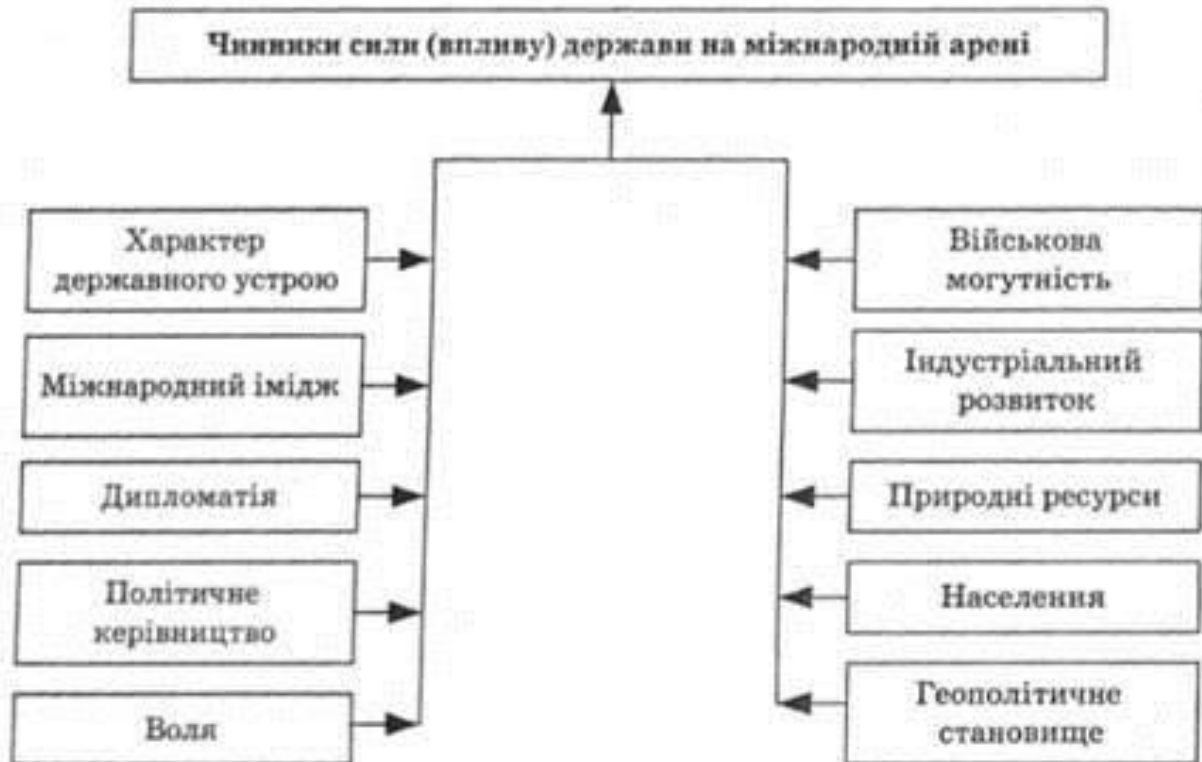 Чинники сили (впливу) держави на міжнародній арені
Характер
державного устрою
Міжнародний імідж
Дипломатія
Політичне
керівництво
Воля
Військова
могутність
Індустріальний
розвиток
Природні ресурси
Населення
Геополітичне
становище